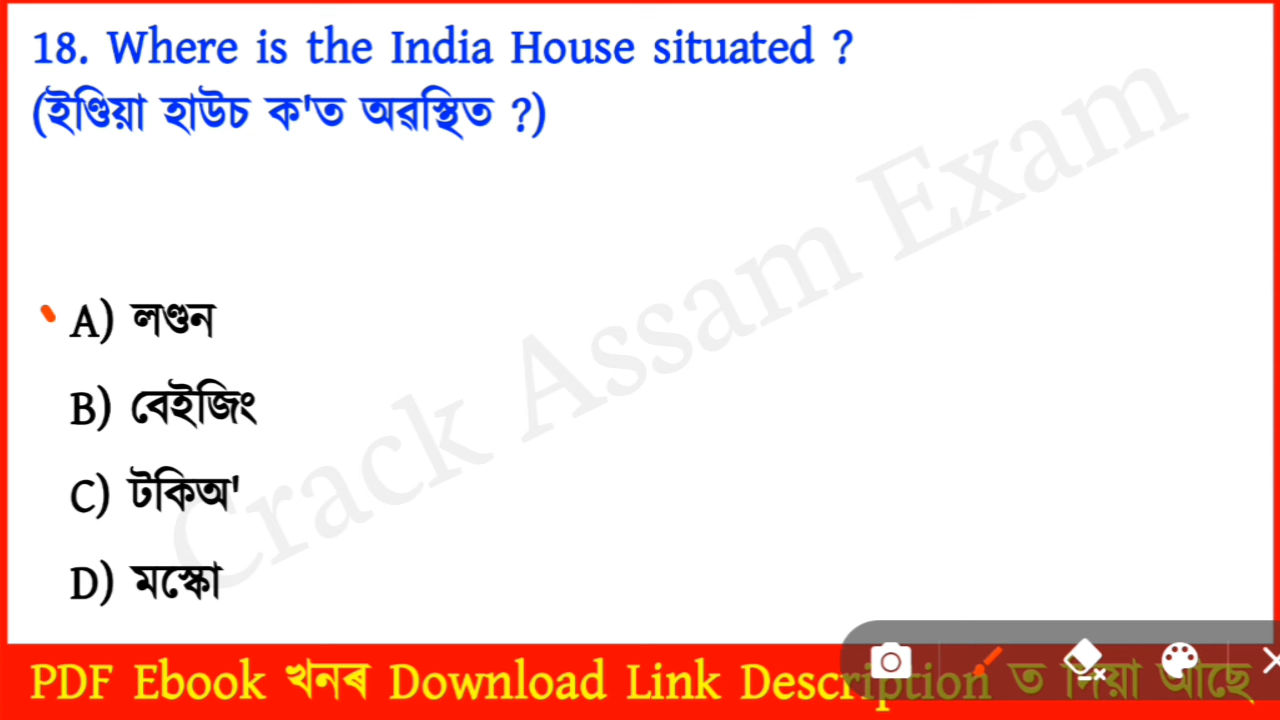 18. Where is the India House situated ?
(ইণ্ডিয়া হাউচ ক'ত অৱস্থিত ?)
A) লণ্ডন
B) বেইজিং
C) টকিঅ'
D) মস্কো
Crack Assam Exam
PDF Ebook খনৰ Download Link Description ত দিয়া আছে